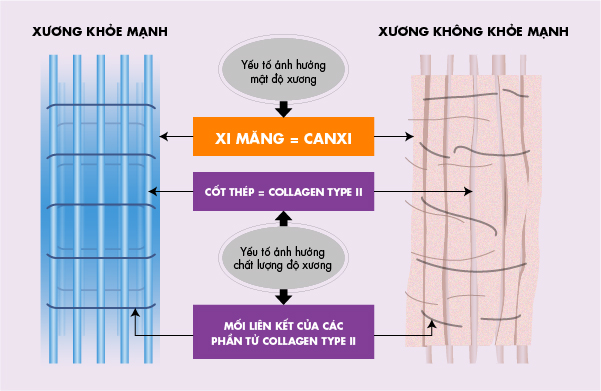 XƯƠNG KHỎE MẠNH
XƯƠNG KHÔNG KHỎE MẠNH
Yếu tố ảnh hưởng
mật độ xương
XI MĂNG = CANXI
CỐT THÉP = COLLAGEN TYPE II
Yếu tố ảnh hưởng
chất lượng độ xương
MỐI LIÊN KẾT CỦA CÁC
PHẦN TỬ COLLAGEN TYPE II